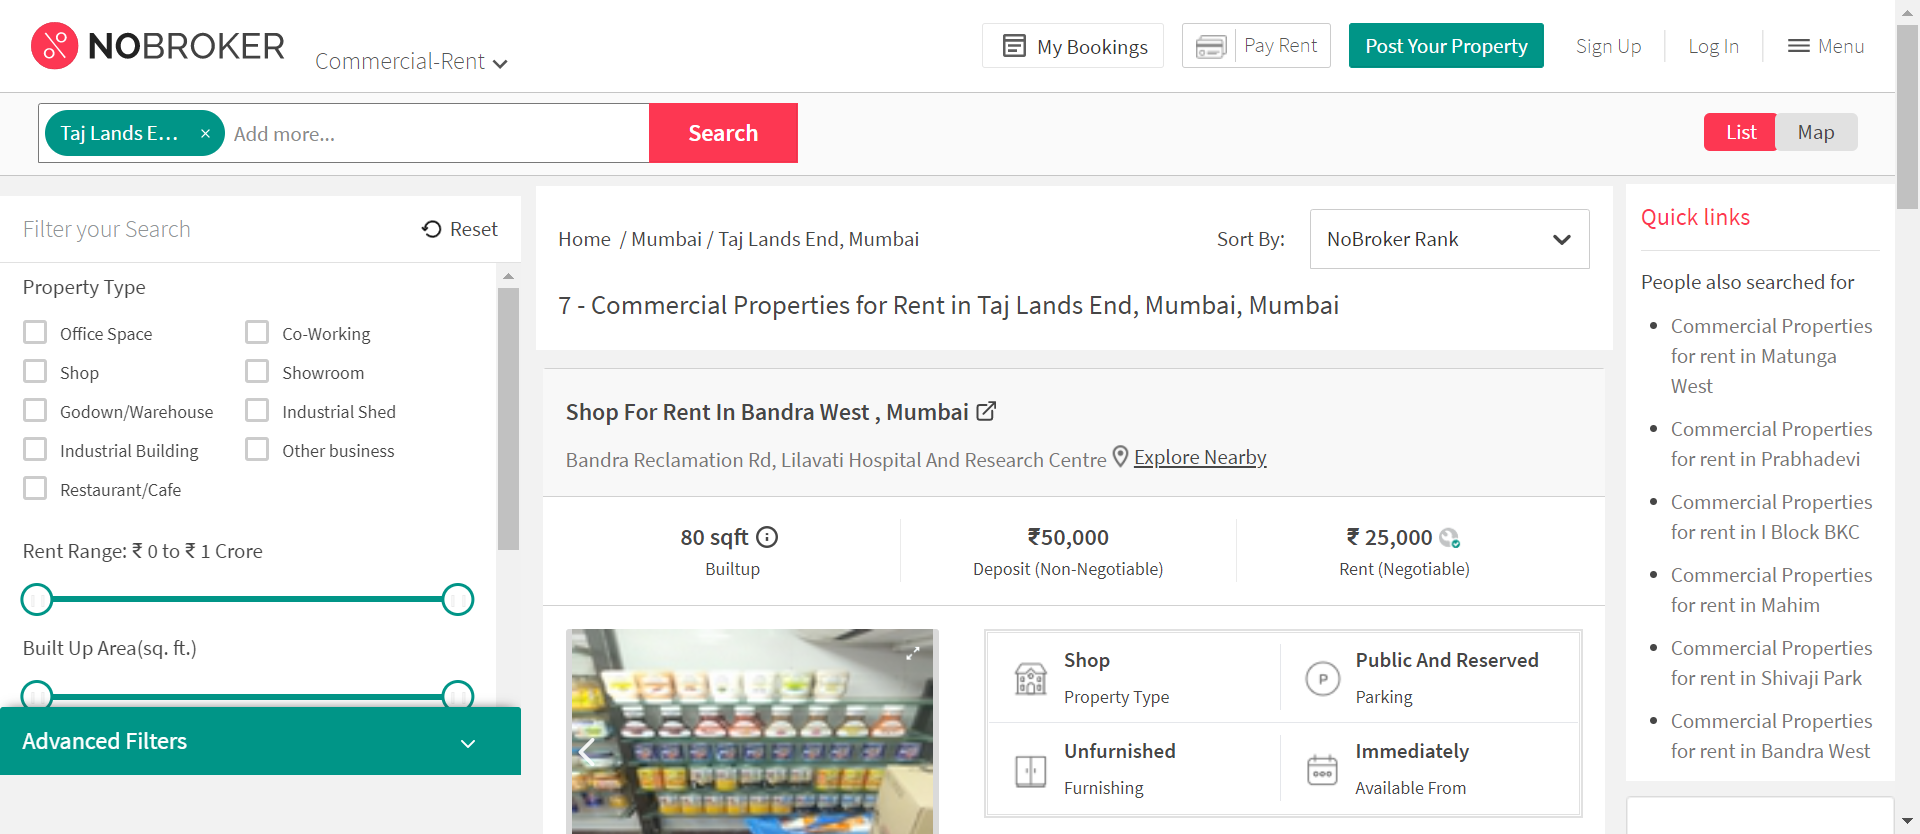 NOBROKER
Commercial-Rent
My Bookings
Pay Rent
Post Your Property
Sign Up
Log In
Menu
Taj Lands E... ×
Add more...
Search
List
Map
Filter your Search
Reset
Property Type
Office Space
Co-Working
Shop
Showroom
Godown/Warehouse
Industrial Shed
Industrial Building
Other business
Restaurant/Cafe
Rent Range: ₹ 0 to ₹ 1 Crore
Built Up Area(sq. ft.)
Advanced Filters
Home / Mumbai / Taj Lands End, Mumbai
Sort By:
NoBroker Rank
7 - Commercial Properties for Rent in Taj Lands End, Mumbai, Mumbai
Shop For Rent In Bandra West , Mumbai
Bandra Reclamation Rd, Lilavati Hospital And Research Centre
Explore Nearby
80 sqft
Builtup
₹50,000
Deposit (Non-Negotiable)
₹ 25,000
Rent (Negotiable)
Shop
Property Type
P
Public And Reserved
Parking
Unfurnished
Furnishing
Immediately
Available From
Quick links
People also searched for
Commercial Properties
for rent in Matunga
West
Commercial Properties
for rent in Prabhadevi
Commercial Properties
for rent in I Block BKC
Commercial Properties
for rent in Mahim
Commercial Properties
for rent in Shivaji Park
Commercial Properties
for rent in Bandra West